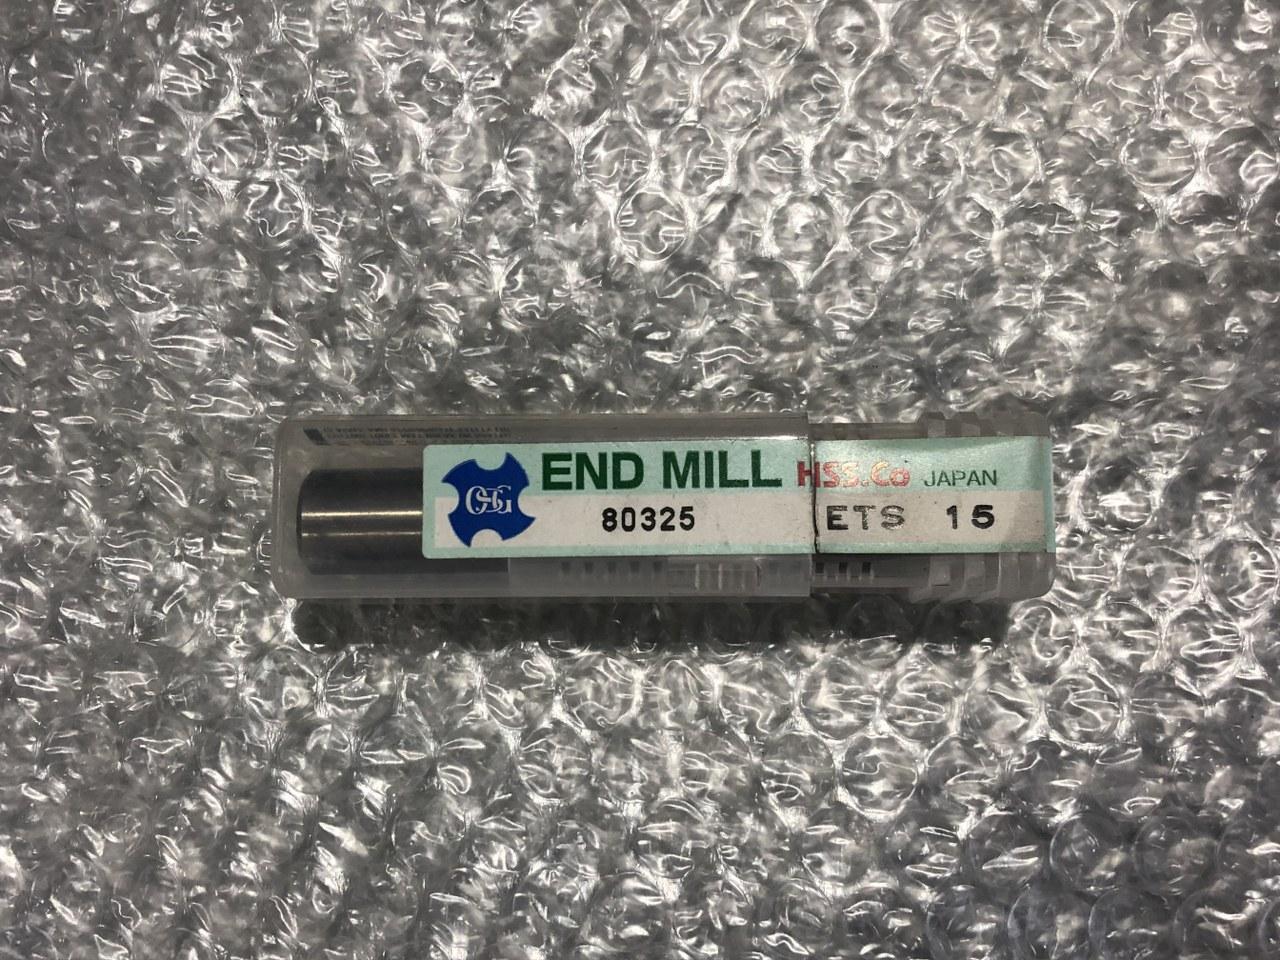 OSG
END MILL HSS.Co JAPAN
80325 ETS 15